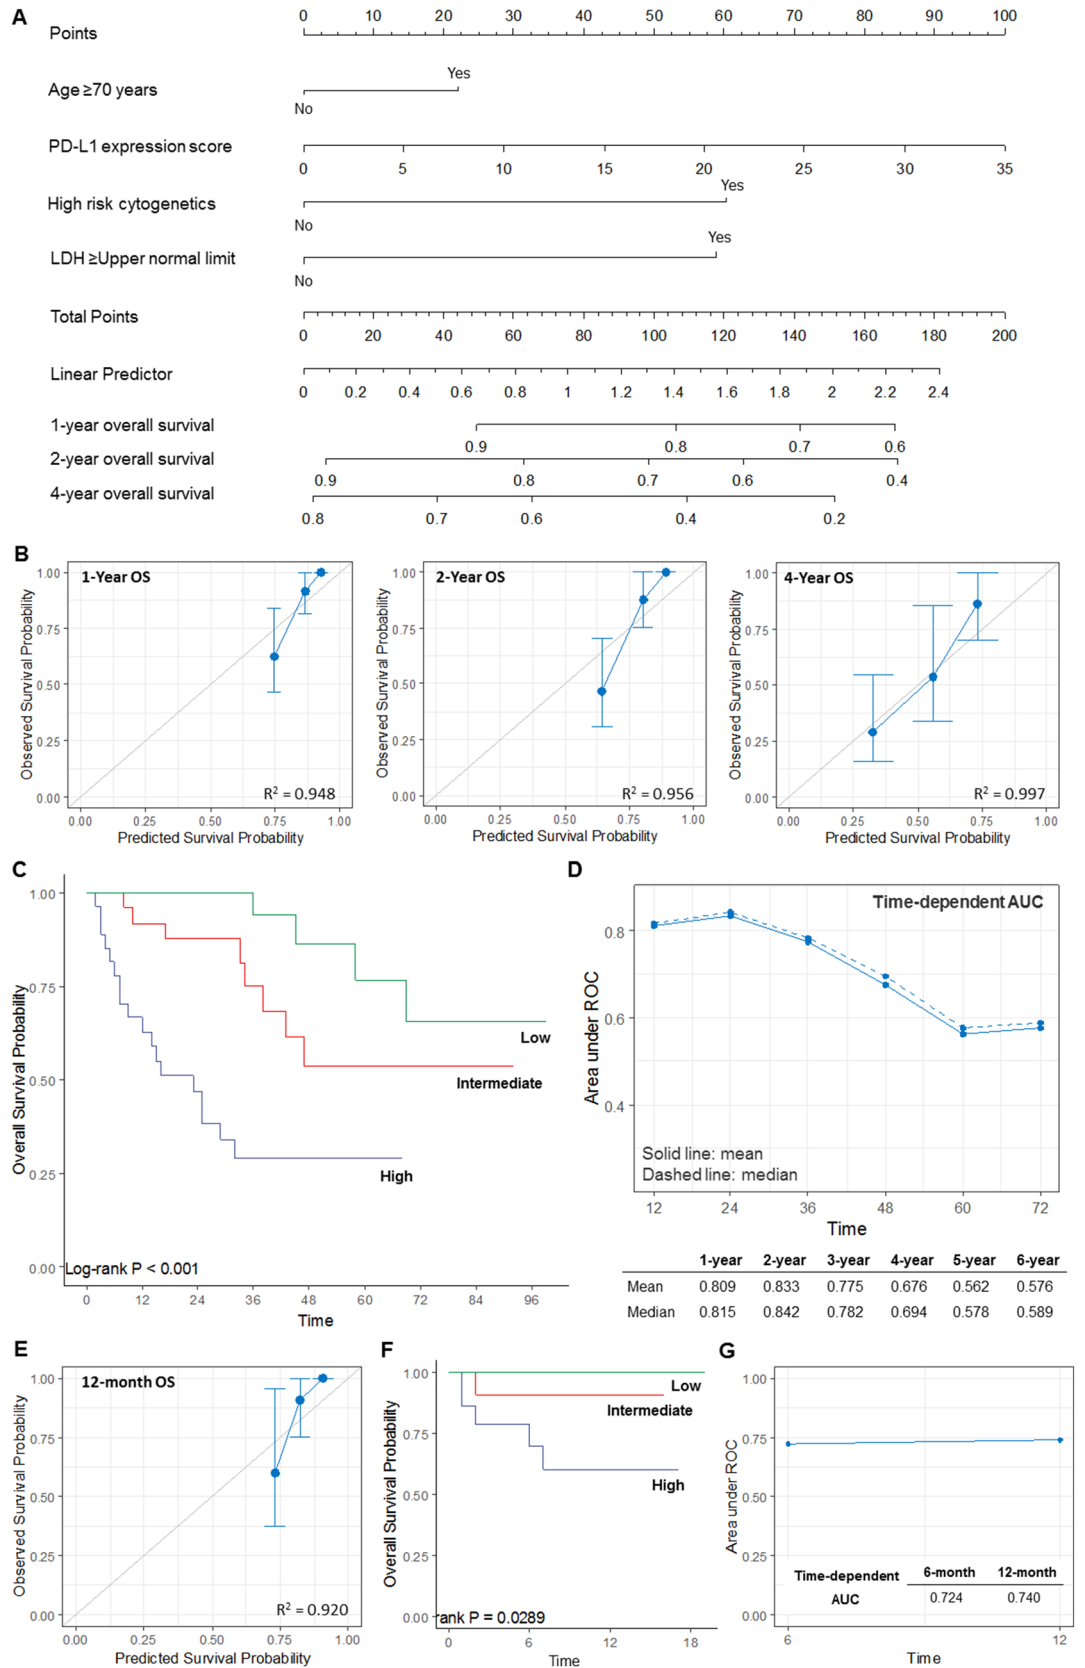 A
Points
0 10 20 30 40 50 60 70 80 90 100
Age ≥70 years
Yes
No
PD-L1 expression score
0 5 10 15 20 25 30 35
High risk cytogenetics
Yes
No
LDH ≥Upper normal limit
Yes
No
Total Points
0 20 40 60 80 100 120 140 160 180 200
Linear Predictor
0 0.2 0.4 0.6 0.8 1 1.2 1.4 1.6 1.8 2 2.2 2.4
1-year overall survival
0.9 0.8 0.7 0.6
2-year overall survival
0.9 0.8 0.7 0.6 0.4
4-year overall survival
0.8 0.7 0.6 0.4 0.2
B
1-Year OS
Observed Survival Probability
1.00
0.75
0.50
0.25
0.00
R² = 0.948
0.00 0.25 0.50 0.75 1.00
Predicted Survival Probability
2-Year OS
Observed Survival Probability
1.00
0.75
0.50
0.25
0.00
R² = 0.956
0.00 0.25 0.50 0.75 1.00
Predicted Survival Probability
4-Year OS
Observed Survival Probability
1.00
0.75
0.50
0.25
0.00
R² = 0.997
0.00 0.25 0.50 0.75 1.00
Predicted Survival Probability
C
Overall Survival Probability
1.00
0.75
0.50
0.25
0.00
Low
Intermediate
High
Log-rank P < 0.001
0 12 24 36 48 60 72 84 96
Time
D
Time-dependent AUC
Area under ROC
0.8
0.6
0.4
Solid line: mean
Dashed line: median
12 24 36 48 60 72
Time
1-year 2-year 3-year 4-year 5-year 6-year
Mean 0.809 0.833 0.775 0.676 0.562 0.576
Median 0.815 0.842 0.782 0.694 0.578 0.589
E
12-month OS
Observed Survival Probability
1.00
0.75
0.50
0.25
0.00
R² = 0.920
0.00 0.25 0.50 0.75 1.00
Predicted Survival Probability
F
Overall Survival Probability
1.00
0.75
0.50
0.25
0.00
Low
Intermediate
High
rank P = 0.0289
0 6 12 18
Time
G
Area under ROC
1.00
0.75
0.50
0.25
0.00
Time-dependent
AUC
6-month 12-month
0.724 0.740
6 12
Time